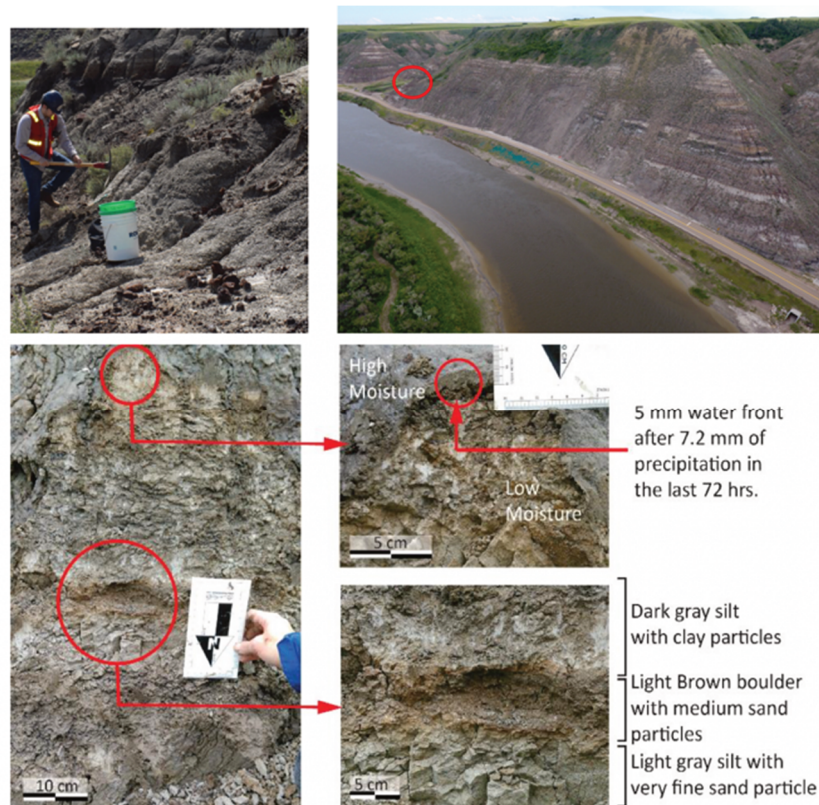 High
Moisture
Low
Moisture
5 cm
5 mm water front
after 7.2 mm of
precipitation in
the last 72 hrs.
N
10 cm
5 cm
Dark gray silt
with clay particles
Light Brown boulder
with medium sand
particles
Light gray silt with
very fine sand particle